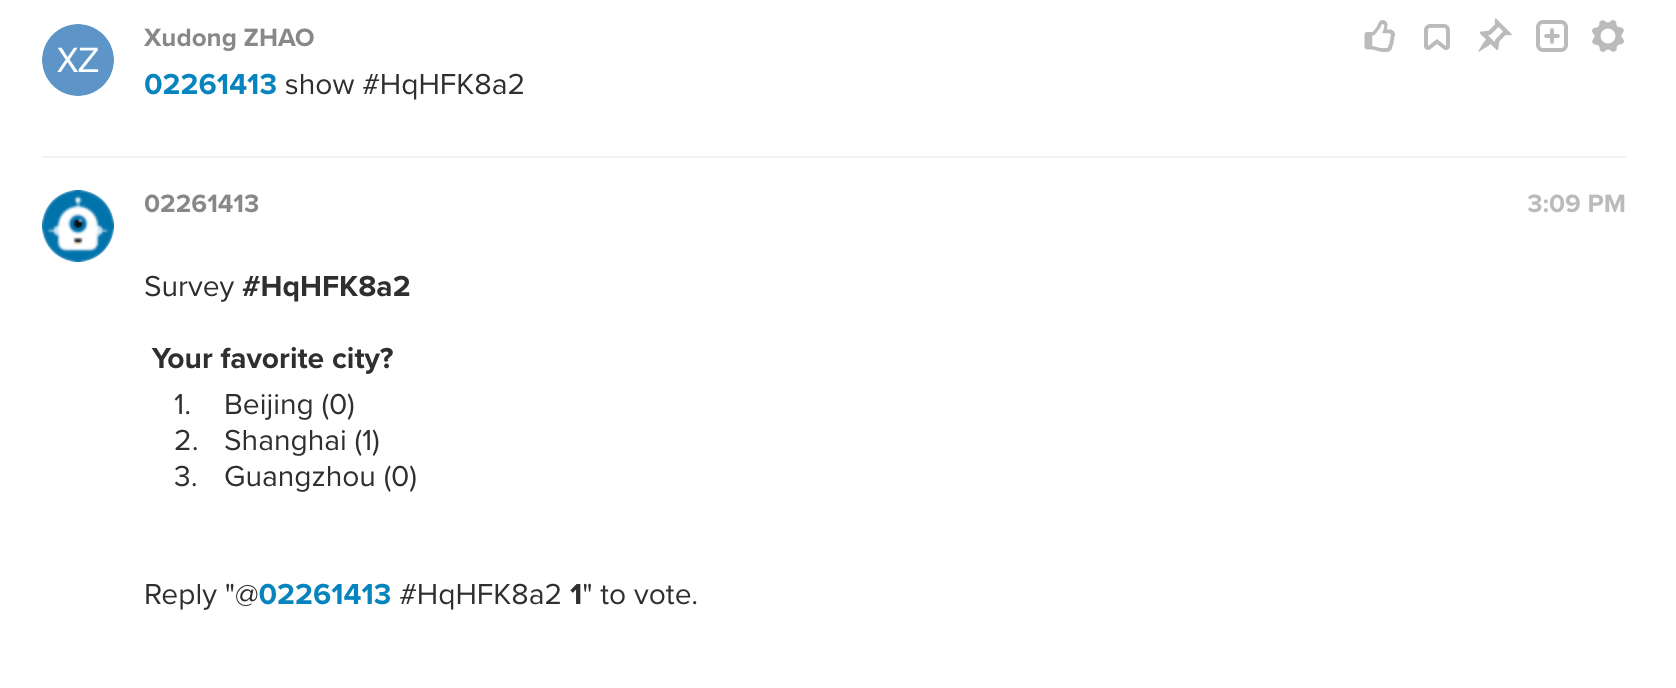 XZ
Xudong ZHAO
02261413 show #HqHFK8a2
02261413
3:09 PM
Survey #HqHFK8a2
Your favorite city?
1. Beijing (0)
2. Shanghai (1)
3. Guangzhou (0)
Reply "@02261413 #HqHFK8a2 1" to vote.